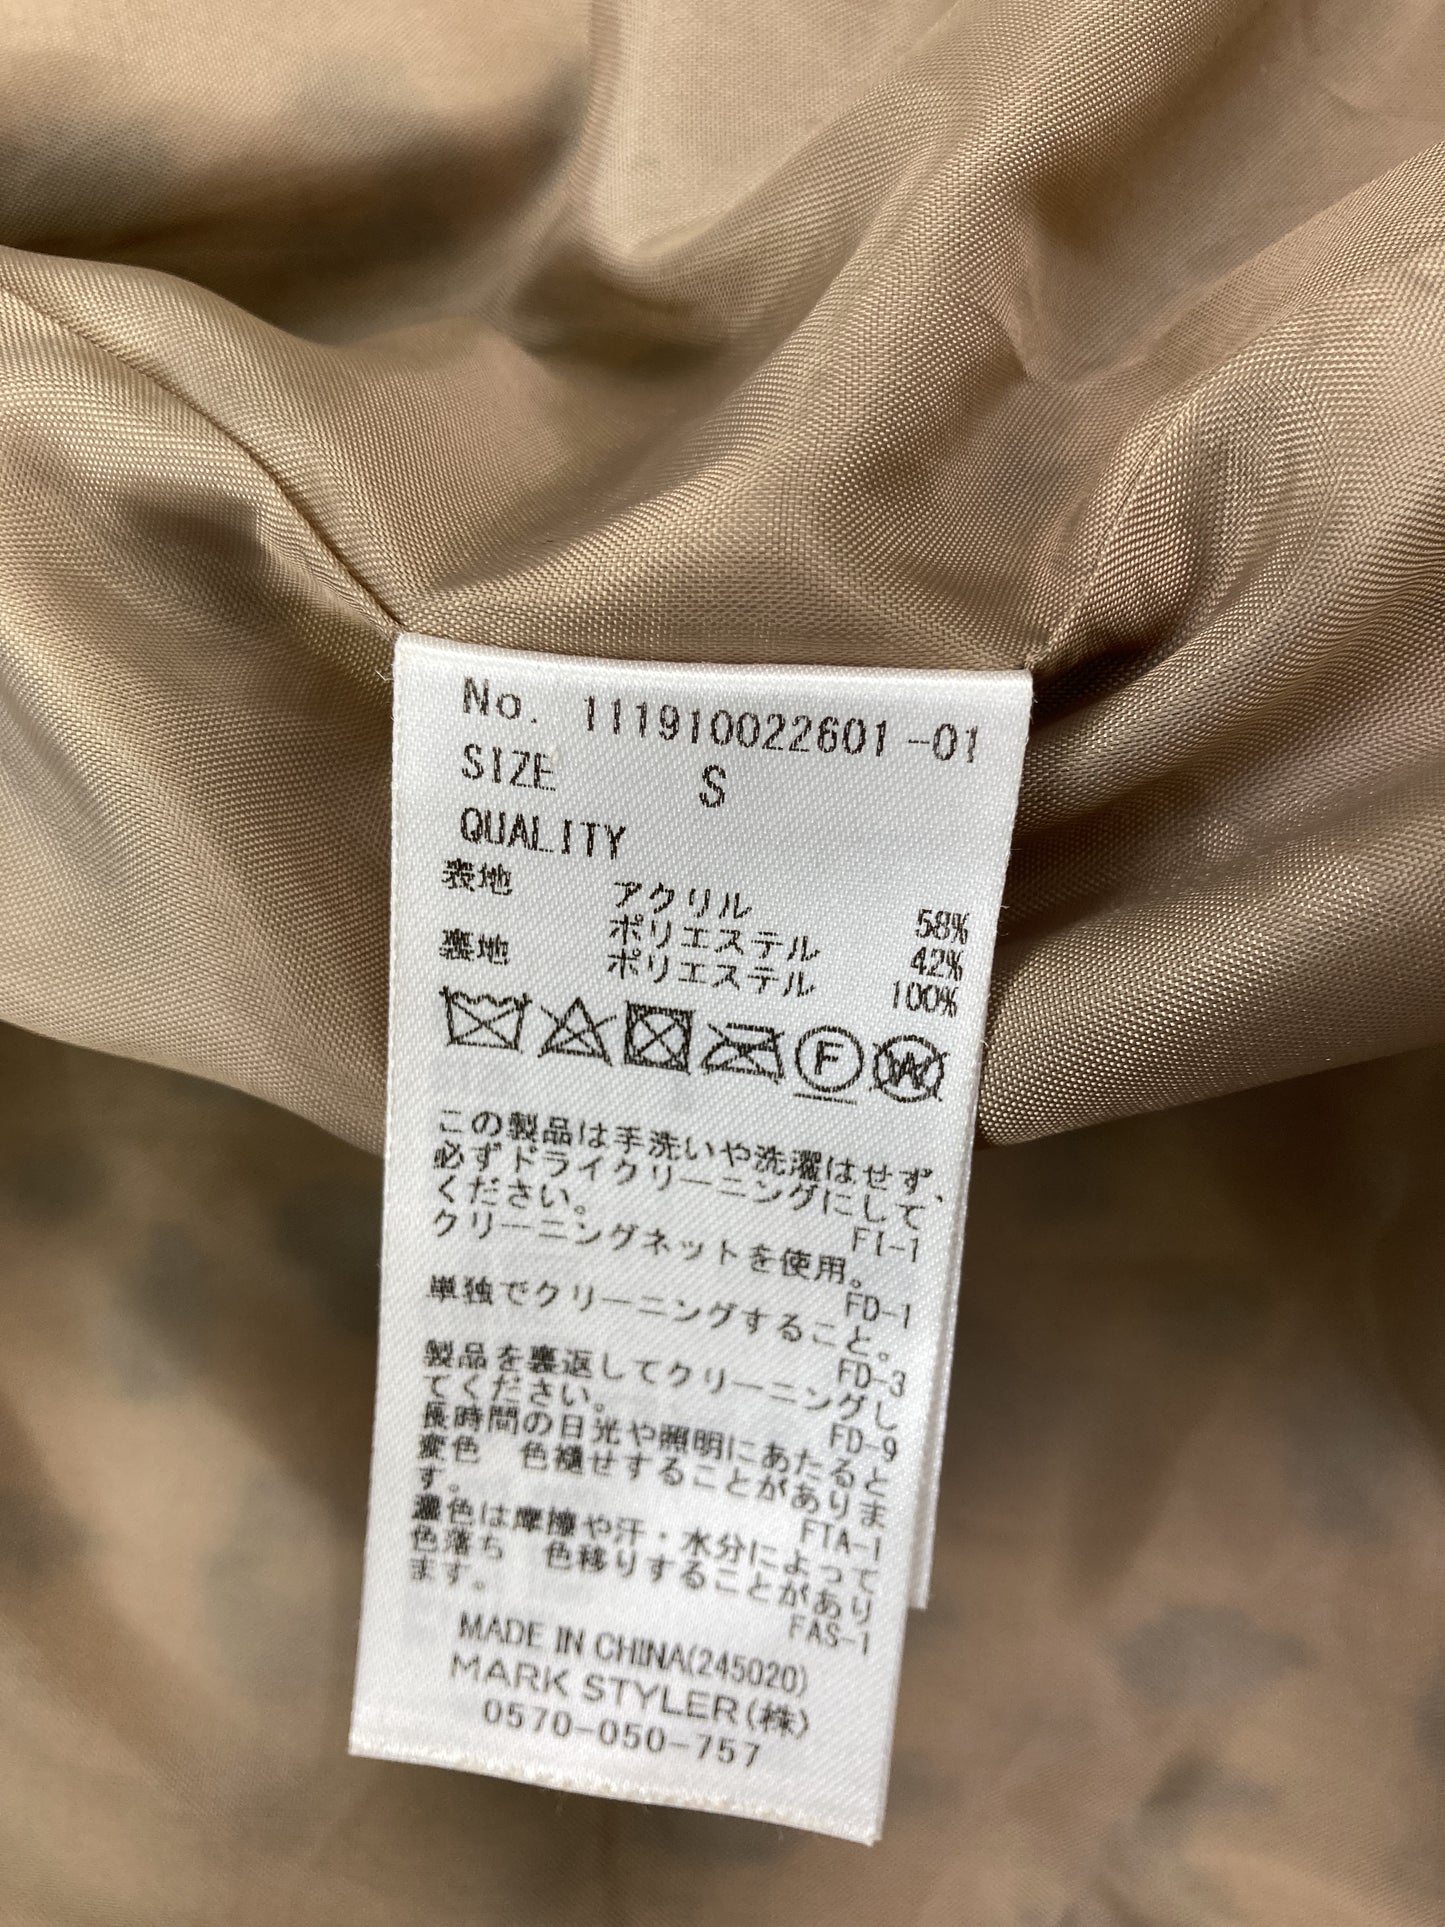 No. 111910022601-01
SIZE S
QUALITY
表地 アクリル 58%
ポリエステル 42%
裏地 ポリエステル 100%
F W
この製品は手洗いや洗濯はせず、
必ずドライクリーニングにして
ください。 FI-1
クリーニングネットを使用。
FD-1
単独でクリーニングすること。
FD-3
製品を裏返してクリーニングし
てください。 FD-9
長時間の日光や照明にあたると
変色 色褪せすることがありま
す。 FTA-1
濃色は摩擦や汗・水分によって
色落ち 色移りすることがあり
ます。 FAS-1
MADE IN CHINA(245020)
MARK STYLER(株)
0570-050-757